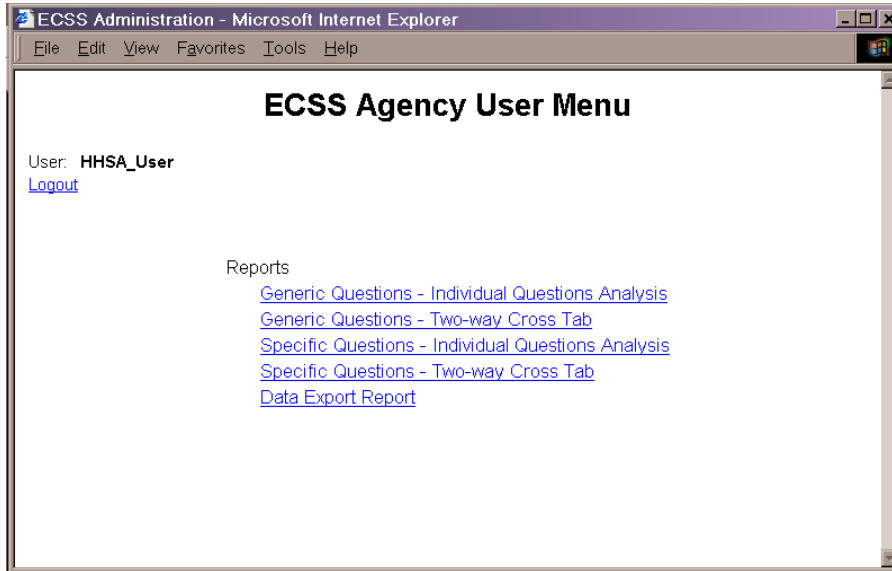 ECSS Administration - Microsoft Internet Explorer
File Edit View Favorites Tools Help
ECSS Agency User Menu
User: HHSA_User
Logout
Reports
Generic Questions - Individual Questions Analysis
Generic Questions - Two-way Cross Tab
Specific Questions - Individual Questions Analysis
Specific Questions - Two-way Cross Tab
Data Export Report